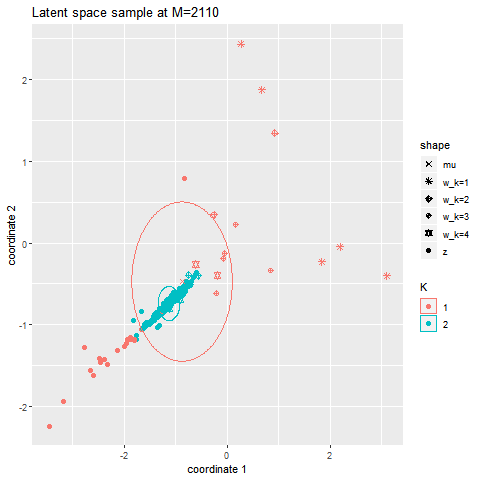 Latent space sample at M=2110
2
1
0
-1
-2
coordinate 2
-2
0
2
coordinate 1
shape
mu
w_k=1
w_k=2
w_k=3
w_k=4
z
K
1
2